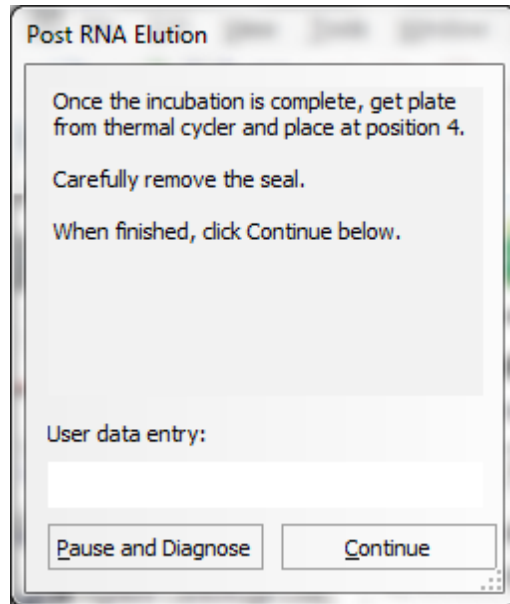 Post RNA Elution
Once the incubation is complete, get plate
from thermal cycler and place at position 4.
Carefully remove the seal.
When finished, click Continue below.
User data entry:
Pause and Diagnose
Continue